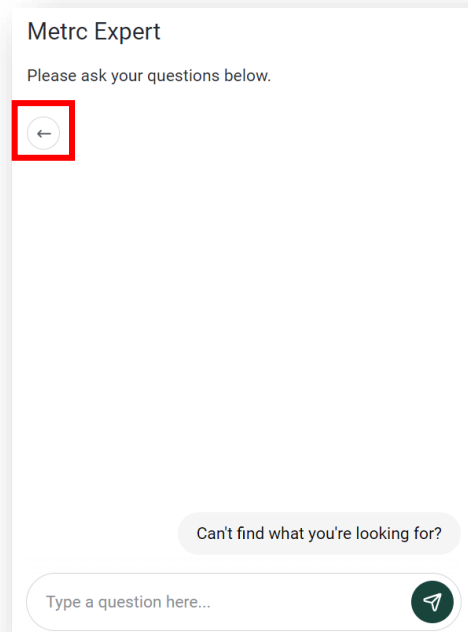 Metrc Expert
Please ask your questions below.
Can't find what you're looking for?
Type a question here...